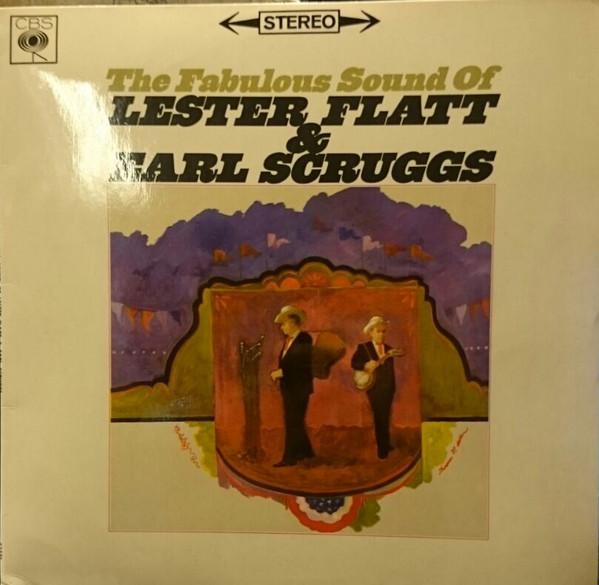 CBS
STEREO
The Fabulous Sound Of
LESTER FLATT
&
EARL SCRUGGS